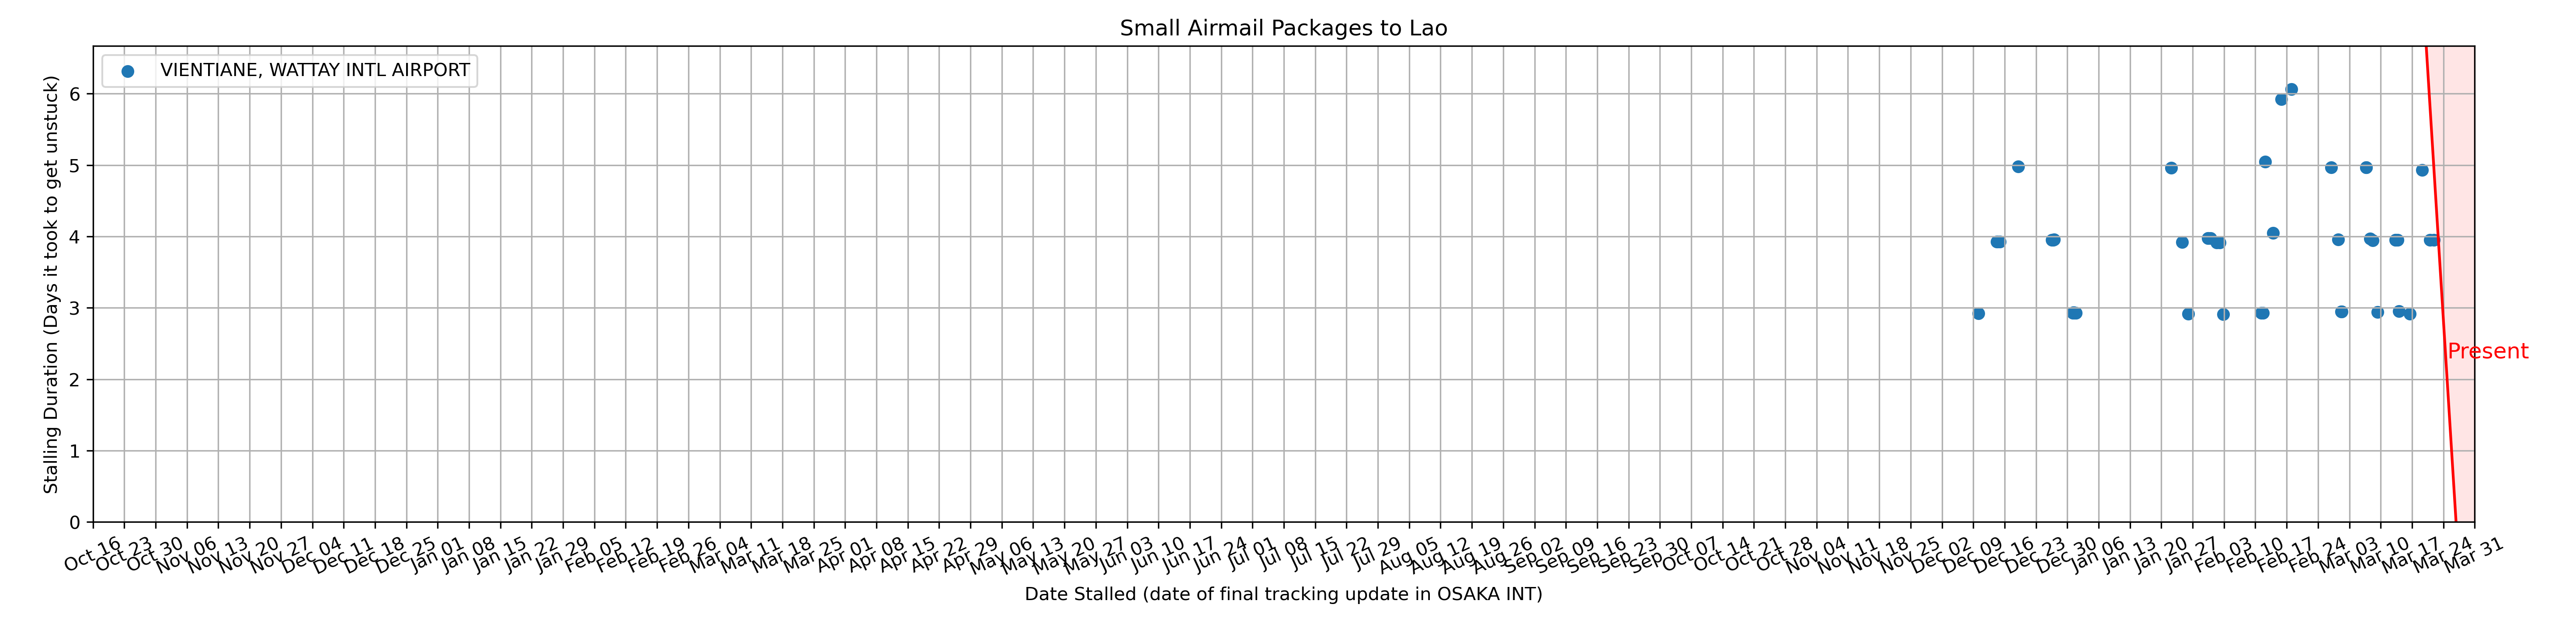 Small Airmail Packages to Lao
VIENTIANE, WATTAY INTL AIRPORT
Stalling Duration (Days it took to get unstuck)
6
5
4
3
2
1
0
Present
Oct 16 Oct 23 Oct 30 Nov 06 Nov 13 Nov 20 Nov 27 Dec 04 Dec 11 Dec 18 Dec 25 Jan 01 Jan 08 Jan 15 Jan 22 Jan 29 Feb 05 Feb 12 Feb 19 Feb 26 Mar 04 Mar 11 Mar 18 Mar 25 Apr 01 Apr 08 Apr 15 Apr 22 Apr 29 May 06 May 13 May 20 May 27 Jun 03 Jun 10 Jun 17 Jun 24 Jul 01 Jul 08 Jul 15 Jul 22 Jul 29 Aug 05 Aug 12 Aug 19 Aug 26 Sep 02 Sep 09 Sep 16 Sep 23 Sep 30 Oct 07 Oct 14 Oct 21 Oct 28 Nov 04 Nov 11 Nov 18 Nov 25 Dec 02 Dec 09 Dec 16 Dec 23 Dec 30 Jan 06 Jan 13 Jan 20 Jan 27 Feb 03 Feb 10 Feb 17 Feb 24 Mar 03 Mar 10 Mar 17 Mar 24 Mar 31
Date Stalled (date of final tracking update in OSAKA INT)